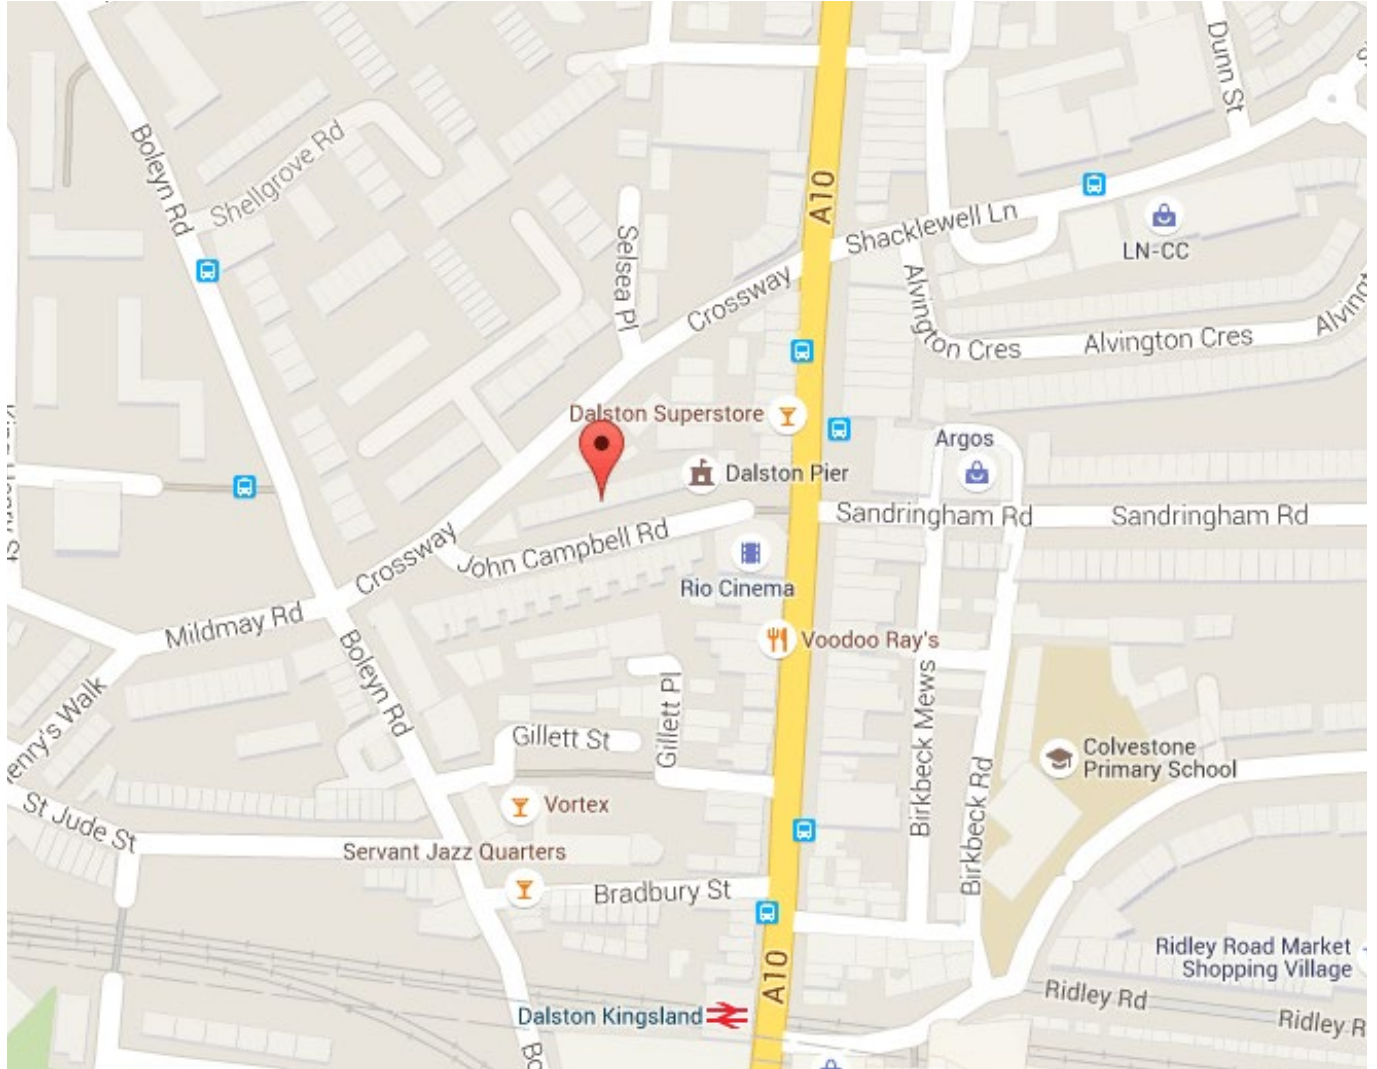 Dunn St
Boleyn Rd
Shellgrove Rd
A10
Shacklewell Ln
LN-CC
Selsea Pl
Crossway
Alvington Cres
Alvington Cres
Dalston Superstore
Argos
Dalston Pier
Sandringham Rd
Sandringham Rd
Crossway
John Campbell Rd
Rio Cinema
Mildmay Rd
Voodoo Ray's
Boleyn Rd
Gillett Pl
Birkbeck Mews
Gillett St
Colvestone
Primary School
Birkbeck Rd
Vortex
St Jude St
Servant Jazz Quarters
Bradbury St
Ridley Road Market
Shopping Village
A10
Ridley Rd
Dalston Kingsland
Ridley R